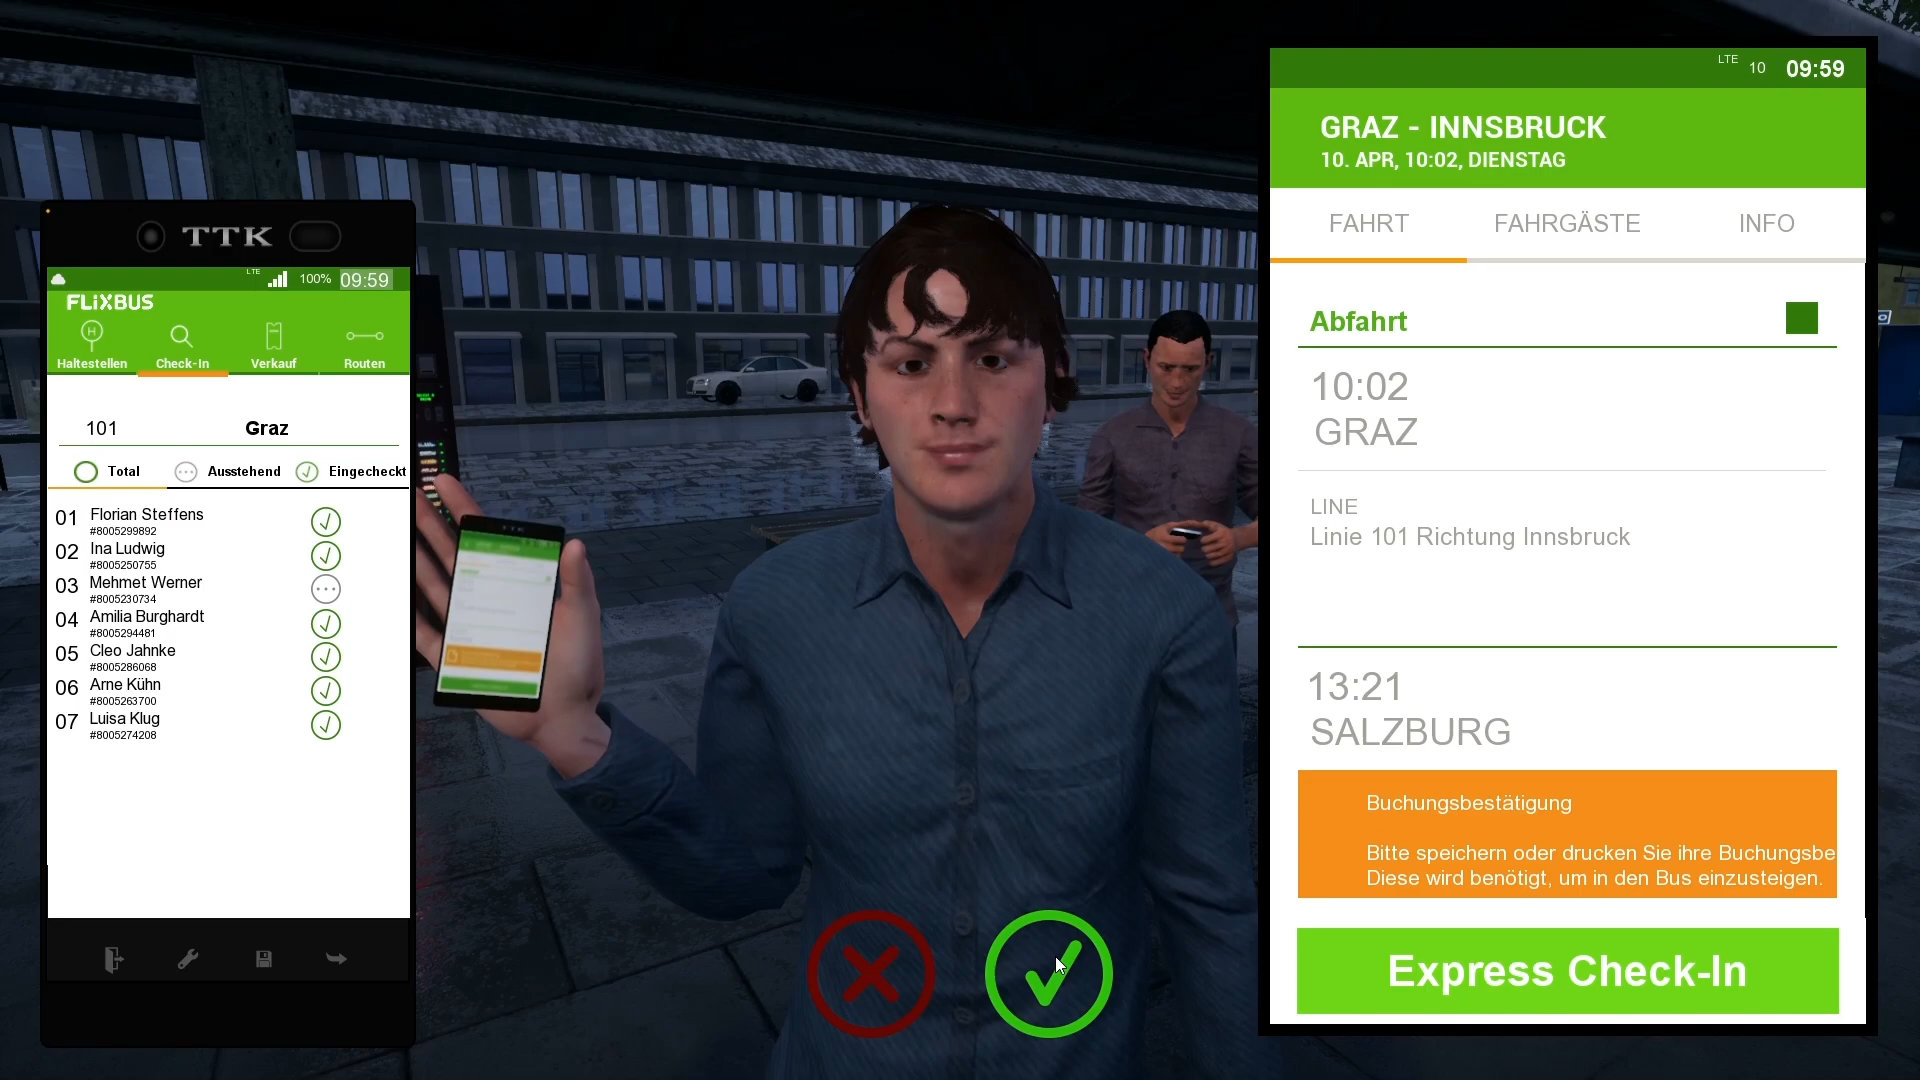 TTK
LTE
100%
09:59
FLiXBUS
Haltestellen
Check-In
Verkauf
Routen
101
Graz
Total
Ausstehend
Eingecheckt
01 Florian Steffens
#8005299892
02 Ina Ludwig
#8005250755
03 Mehmet Werner
#8005230734
04 Amilia Burghardt
#8005294481
05 Cleo Jahnke
#8005286068
06 Arne Kühn
#8005263700
07 Luisa Klug
#8005274208
LTE 10 09:59
GRAZ - INNSBRUCK
10. APR, 10:02, DIENSTAG
FAHRT
FAHRGÄSTE
INFO
Abfahrt
10:02
GRAZ
LINE
Linie 101 Richtung Innsbruck
13:21
SALZBURG
Buchungsbestätigung
Bitte speichern oder drucken Sie ihre Buchungsbe
Diese wird benötigt, um in den Bus einzusteigen.
Express Check-In